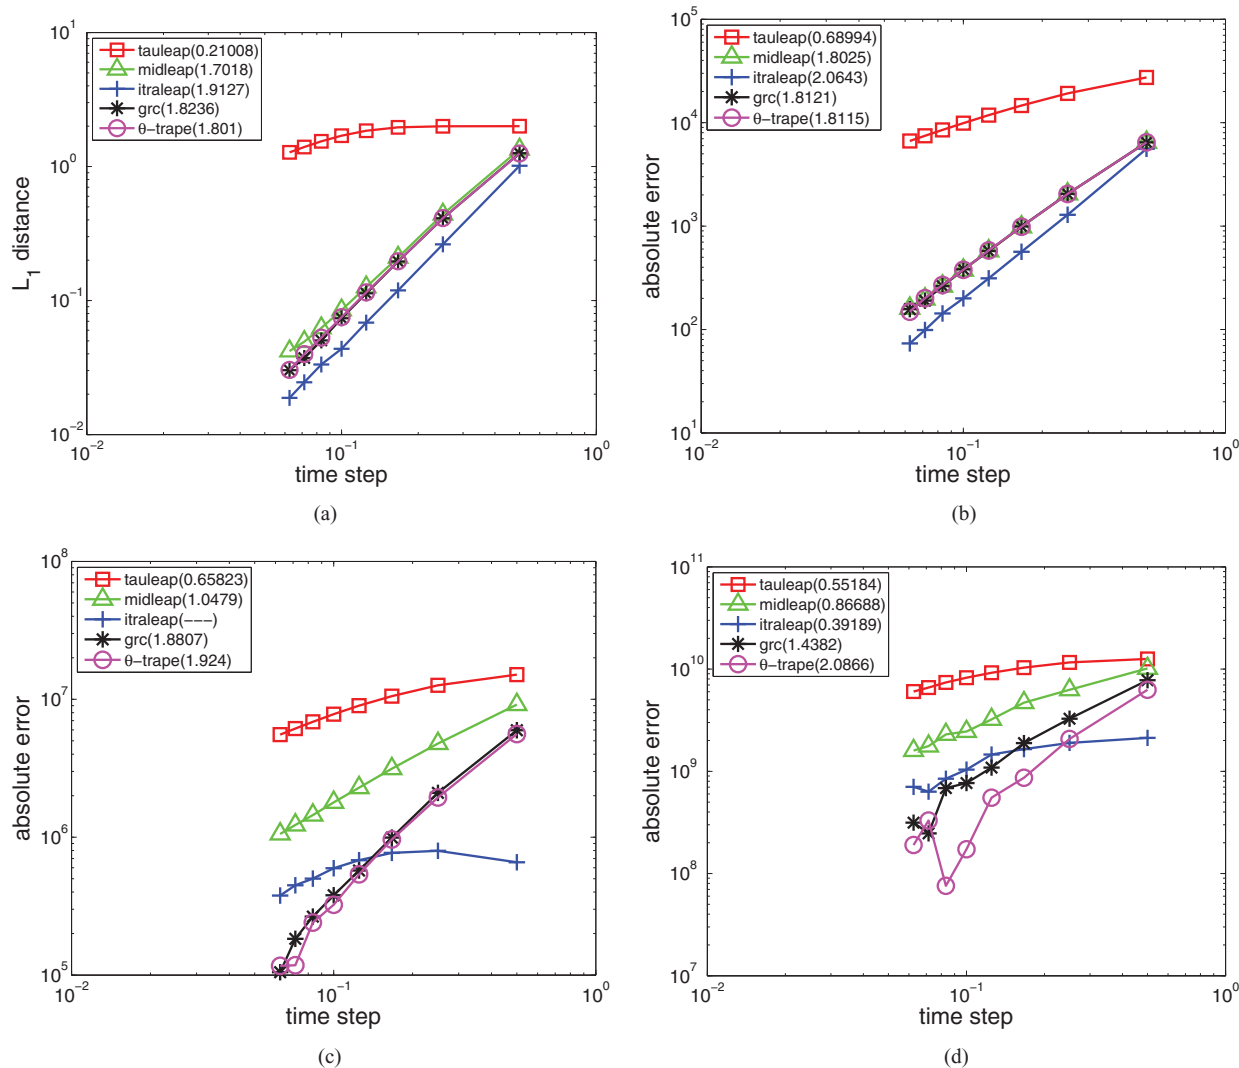 10^1
10^0
10^-1
10^-2
L_1 distance
tauleap(0.21008)
midleap(1.7018)
itraleap(1.9127)
grc(1.8236)
θ-trape(1.801)
10^-2
10^-1
10^0
time step
(a)
10^5
10^4
10^3
10^2
10^1
absolute error
tauleap(0.68994)
midleap(1.8025)
itraleap(2.0643)
grc(1.8121)
θ-trape(1.8115)
10^-2
10^-1
10^0
time step
(b)
10^8
10^7
10^6
10^5
absolute error
tauleap(0.65823)
midleap(1.0479)
itraleap(---)
grc(1.8807)
θ-trape(1.924)
10^-2
10^-1
10^0
time step
(c)
10^11
10^10
10^9
10^8
10^7
absolute error
tauleap(0.55184)
midleap(0.86688)
itraleap(0.39189)
grc(1.4382)
θ-trape(2.0866)
10^-2
10^-1
10^0
time step
(d)